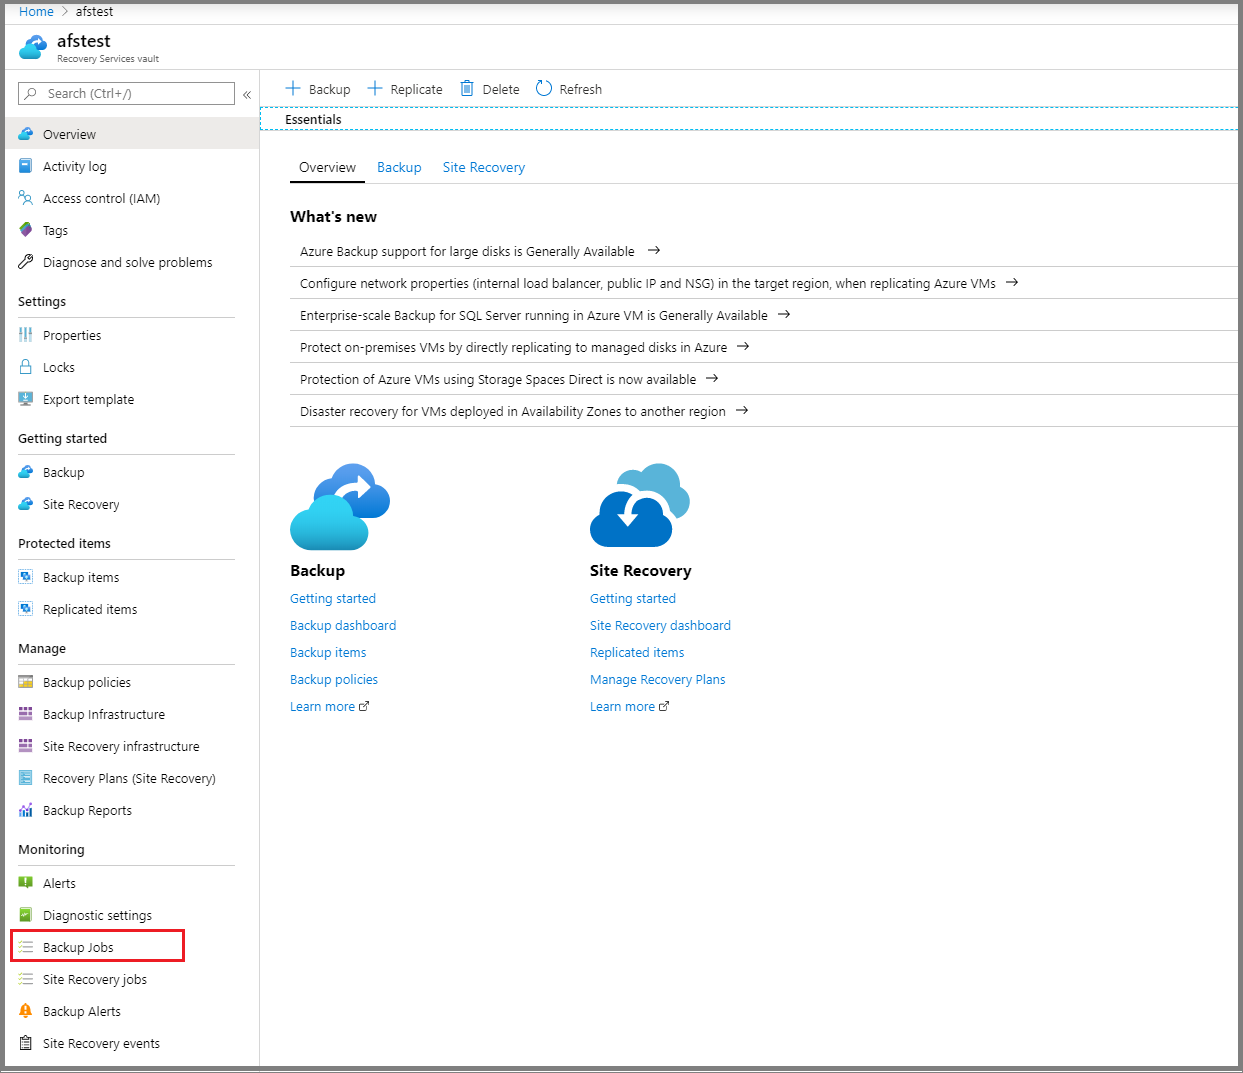 Home > afstest
afstest
Recovery Services vault
Search (Ctrl+/)
«
Overview
Activity log
Access control (IAM)
Tags
Diagnose and solve problems
Settings
Properties
Locks
Export template
Getting started
Backup
Site Recovery
Protected items
Backup items
Replicated items
Manage
Backup policies
Backup Infrastructure
Site Recovery infrastructure
Recovery Plans (Site Recovery)
Backup Reports
Monitoring
Alerts
Diagnostic settings
Backup Jobs
Site Recovery jobs
Backup Alerts
Site Recovery events
Backup Replicate Delete Refresh
Essentials
Overview Backup Site Recovery
What's new
Azure Backup support for large disks is Generally Available →
Configure network properties (internal load balancer, public IP and NSG) in the target region, when replicating Azure VMs →
Enterprise-scale Backup for SQL Server running in Azure VM is Generally Available →
Protect on-premises VMs by directly replicating to managed disks in Azure →
Protection of Azure VMs using Storage Spaces Direct is now available →
Disaster recovery for VMs deployed in Availability Zones to another region →
Backup
Getting started
Backup dashboard
Backup items
Backup policies
Learn more
Site Recovery
Getting started
Site Recovery dashboard
Replicated items
Manage Recovery Plans
Learn more